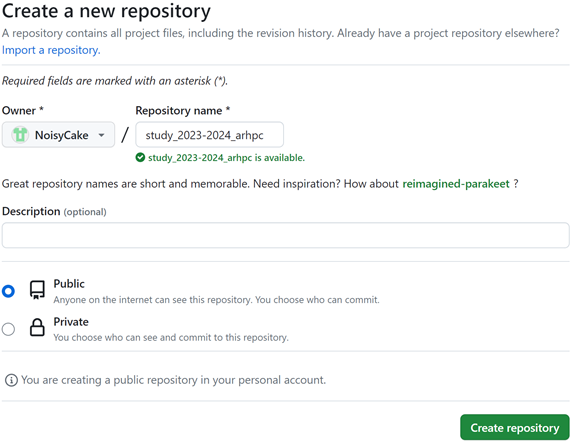 Create a new repository
A repository contains all project files, including the revision history. Already have a project repository elsewhere?
Import a repository.
Required fields are marked with an asterisk (*).
Owner * Repository name *
NoisyCake / study_2023-2024_arhpc
study_2023-2024_arhpc is available.
Great repository names are short and memorable. Need inspiration? How about reimagined-parakeet ?
Description (optional)
Public
Anyone on the internet can see this repository. You choose who can commit.
Private
You choose who can see and commit to this repository.
You are creating a public repository in your personal account.
Create repository